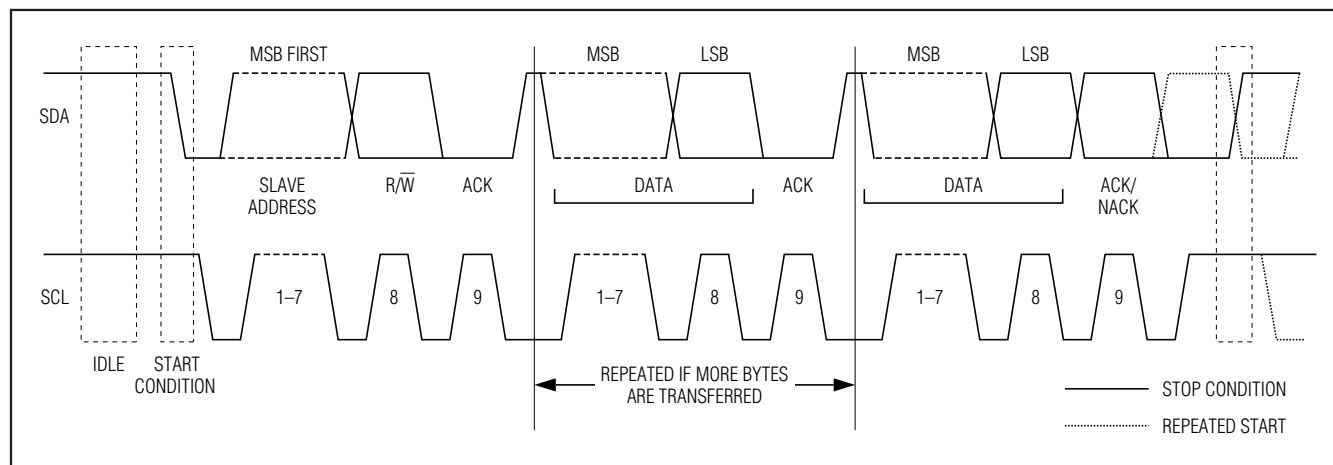 MSB FIRST
MSB
LSB
MSB
LSB
SDA
SLAVE
ADDRESS
R/W̅
ACK
DATA
ACK
DATA
ACK/
NACK
SCL
1–7
8
9
1–7
8
9
1–7
8
9
IDLE
START
CONDITION
REPEATED IF MORE BYTES
ARE TRANSFERRED
STOP CONDITION
REPEATED START